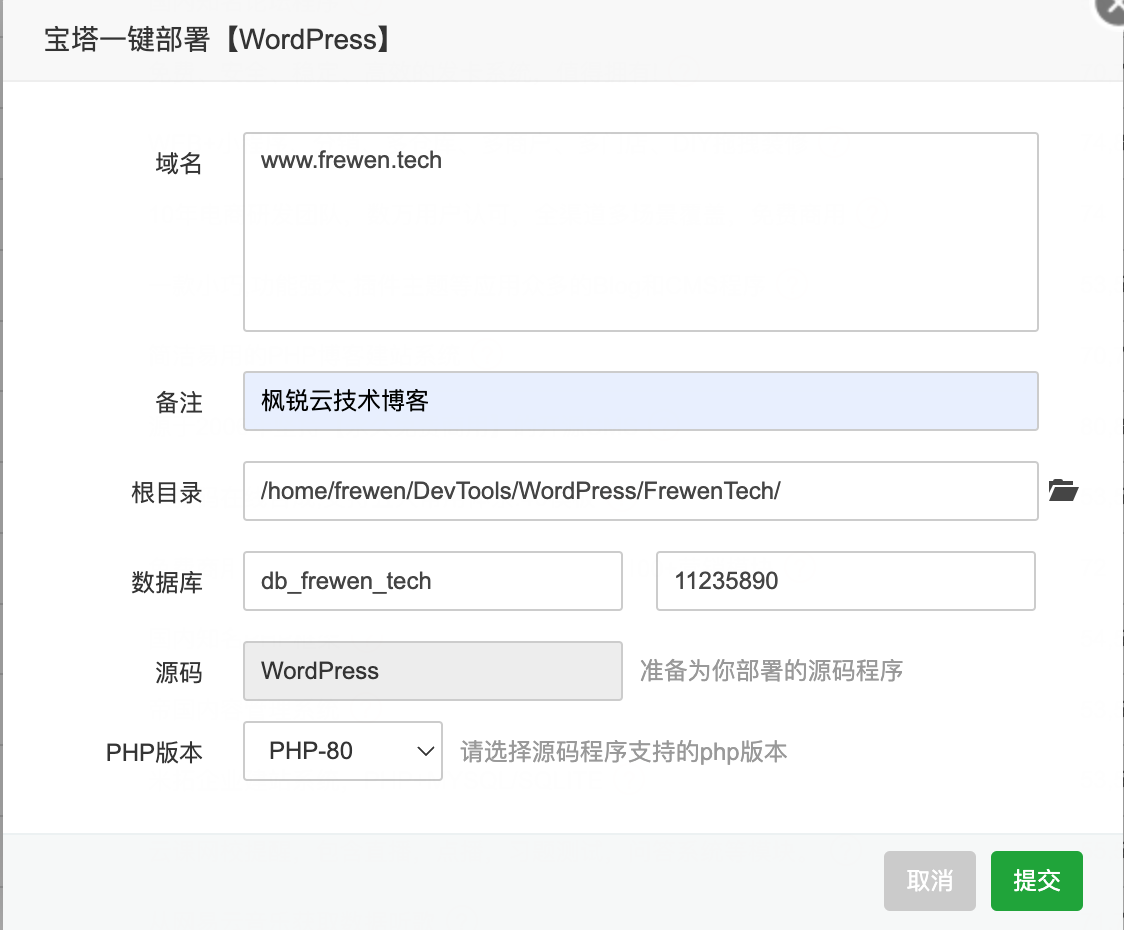 宝塔一键部署【WordPress】
域名 www.frewen.tech
备注 枫锐云技术博客
根目录 /home/frewen/DevTools/WordPress/FrewenTech/
数据库 db_frewen_tech 11235890
源码 WordPress 准备为你部署的源码程序
PHP版本 PHP-80 请选择源码程序支持的php版本
取消 提交